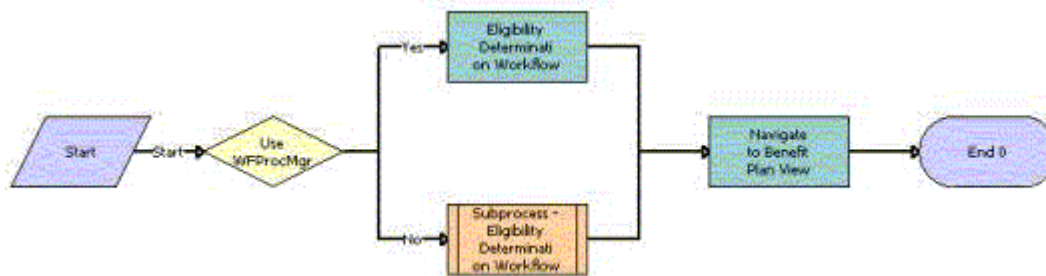 Start
Start
Use
WFProcMgr
Yes
Eligibility
Determinati
on Workflow
No
Subprocess -
Eligibility
Determinati
on Workflow
Navigate
to Benefit
Plan View
End 0